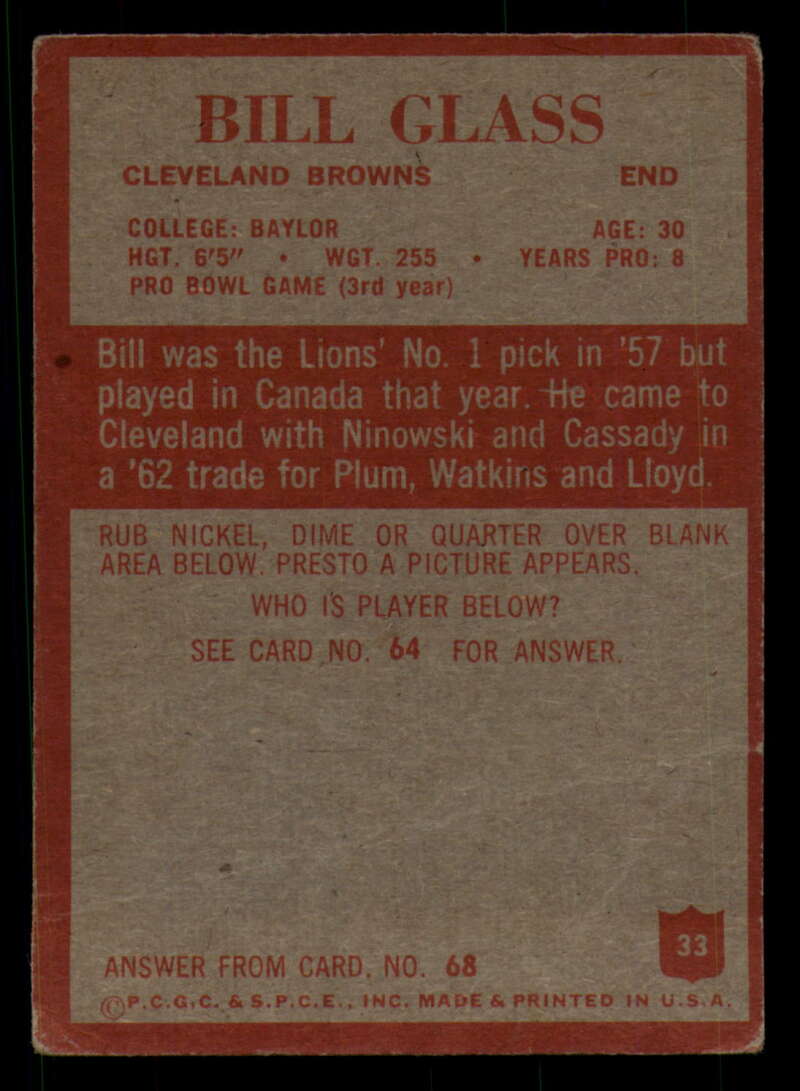 BILL GLASS
CLEVELAND BROWNS END
COLLEGE: BAYLOR AGE: 30
HGT. 6'5" • WGT. 255 • YEARS PRO: 8
PRO BOWL GAME (3rd year)
Bill was the Lions' No. 1 pick in '57 but
played in Canada that year. He came to
Cleveland with Ninowski and Cassady in
a '62 trade for Plum, Watkins and Lloyd.
RUB NICKEL, DIME OR QUARTER OVER BLANK
AREA BELOW. PRESTO A PICTURE APPEARS.
WHO IS PLAYER BELOW?
SEE CARD NO. 64 FOR ANSWER.
33
ANSWER FROM CARD. NO. 68
©P.C.G.C. & S.P.C.E., INC. MADE & PRINTED IN U.S.A.